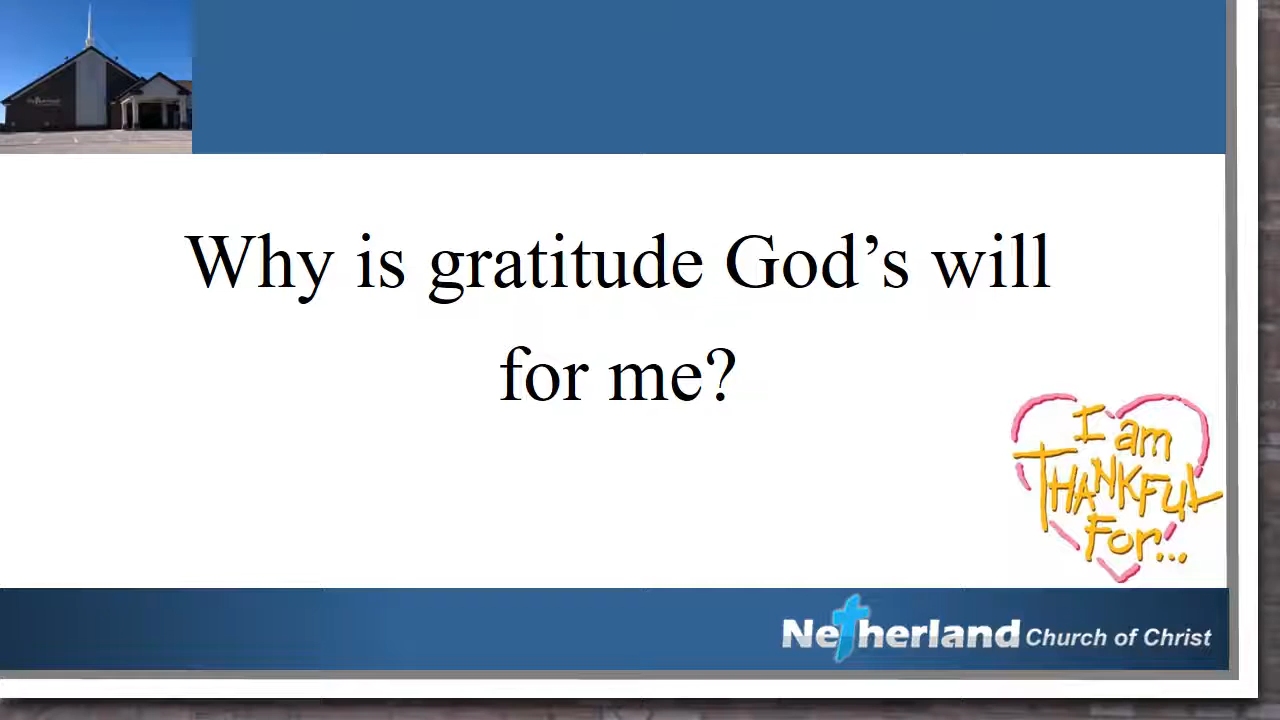 Why is gratitude God’s will
for me?
I am
THANKFUL
For...
Netherland Church of Christ